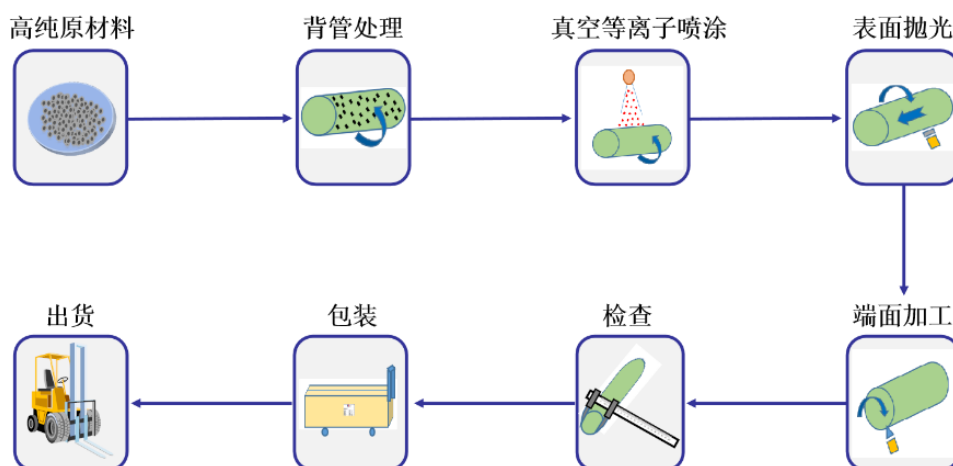 高纯原材料
背管处理
真空等离子喷涂
表面抛光
端面加工
检查
包装
出货